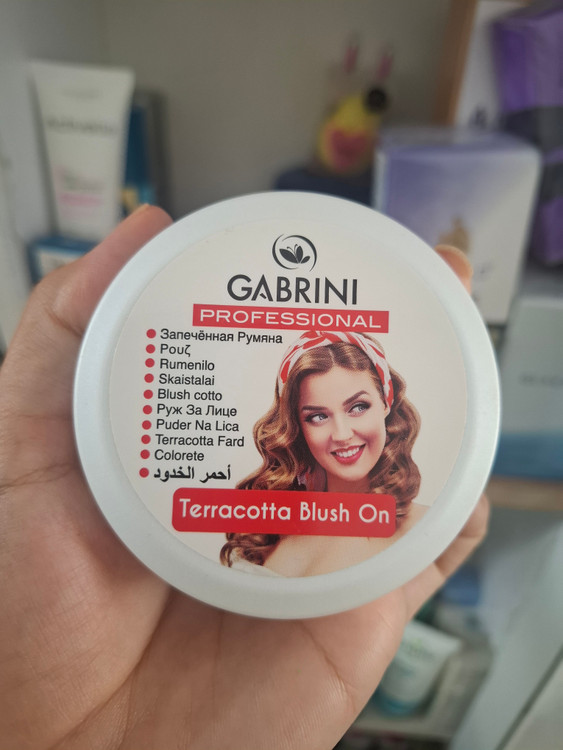 GABRINI
PROFESSIONAL
Запечённая Румяна
Ρουζ
Rumenilo
Skaistalai
Blush cotto
Руж За Лице
Puder Na Lica
Terracotta Fard
Colorete
أحمر الخدود
Terracotta Blush On